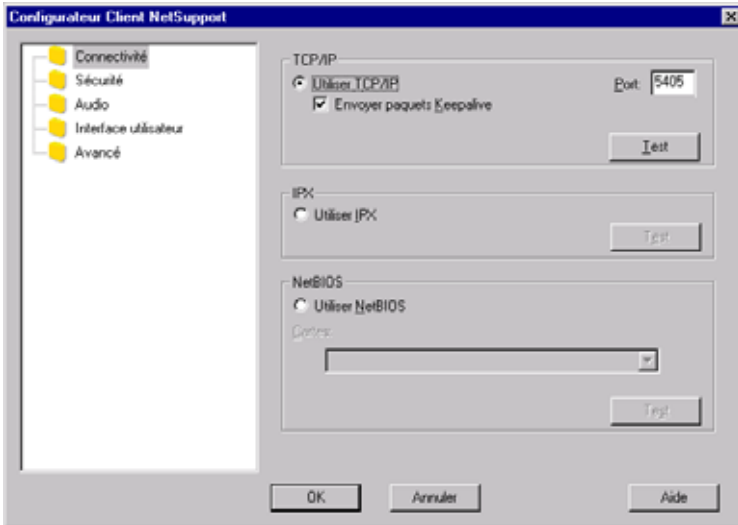 Configurateur Client NetSupport
Connectivité
Sécurité
Audio
Interface utilisateur
Avancé
TCP/IP
Utiliser TCP/IP
Port: 5405
Envoyer paquets Keepalive
Test
IPX
Utiliser IPX
Test
NetBIOS
Utiliser NetBIOS
Cartes:
Test
OK
Annuler
Aide